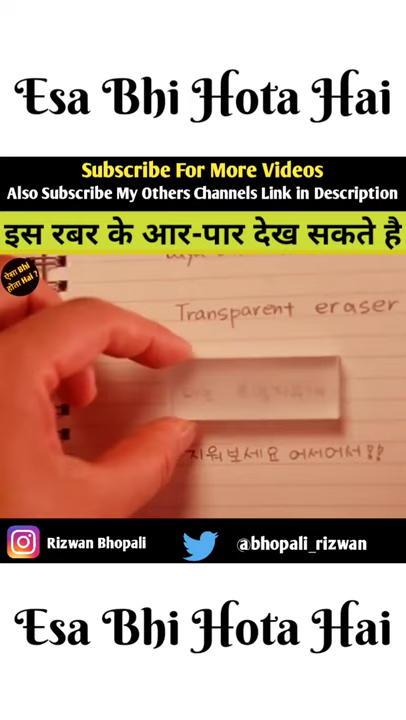 Esa Bhi Hota Hai
Subscribe For More Videos
Also Subscribe My Others Channels Link in Description
इस रबर के आर-पार देख सकते है
ऐसा Bhi
होता Hai ?
Transparent eraser
지워보세요 어서어서!!
Rizwan Bhopali
@bhopali_rizwan
Esa Bhi Hota Hai